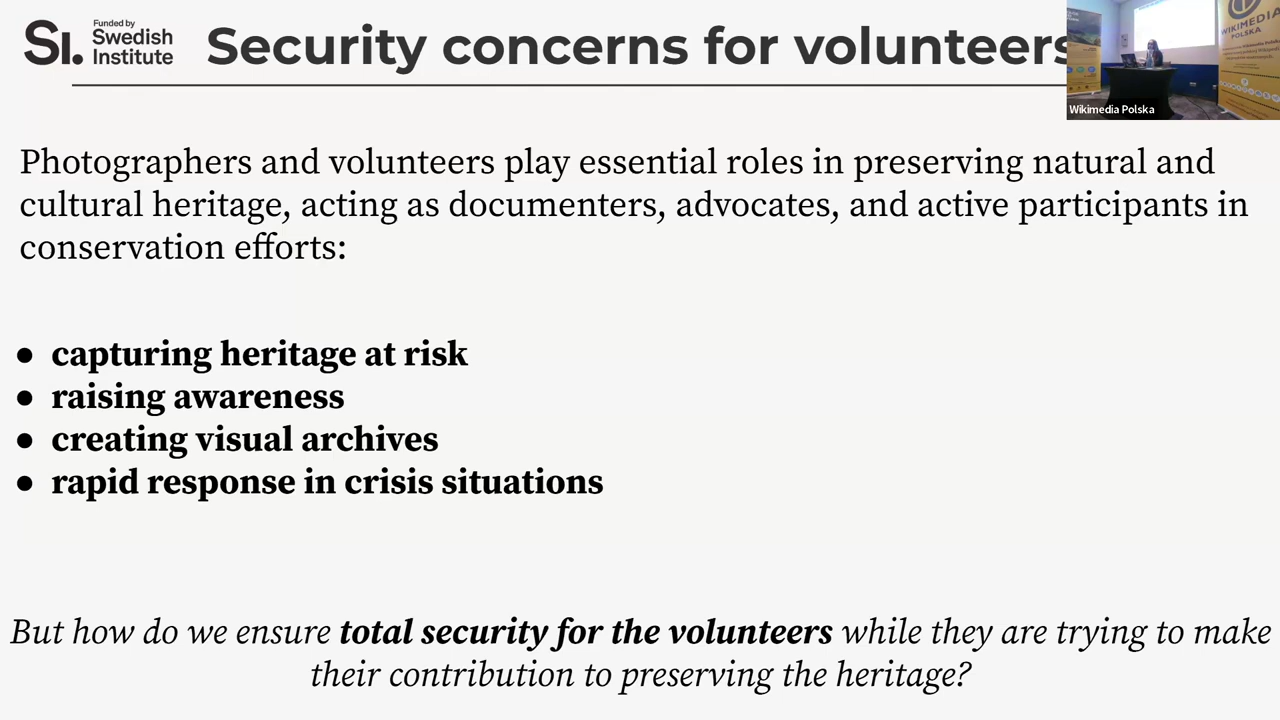 Funded by
Swedish
Institute
SI.
Security concerns for volunteers
WIKIMEDIA
POLSKA
Wikimedia Polska
Photographers and volunteers play essential roles in preserving natural and
cultural heritage, acting as documenters, advocates, and active participants in
conservation efforts:
● capturing heritage at risk
● raising awareness
● creating visual archives
● rapid response in crisis situations
But how do we ensure total security for the volunteers while they are trying to make
their contribution to preserving the heritage?